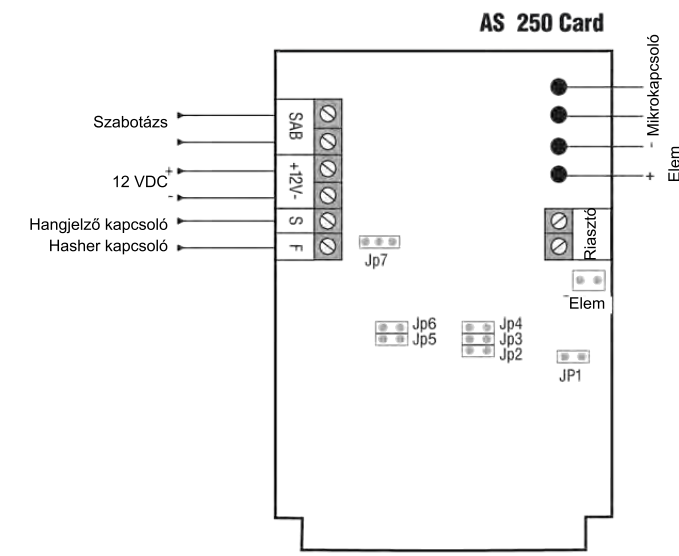 AS 250 Card
Mikrokapcsoló
- +
Elem
Szabotázs
SAB
12 VDC
+
-
+12V-
Hangjelző kapcsoló
S
Hasher kapcsoló
F
Riasztó
Jp7
-
Elem
Jp6
Jp5
Jp4
Jp3
Jp2
JP1